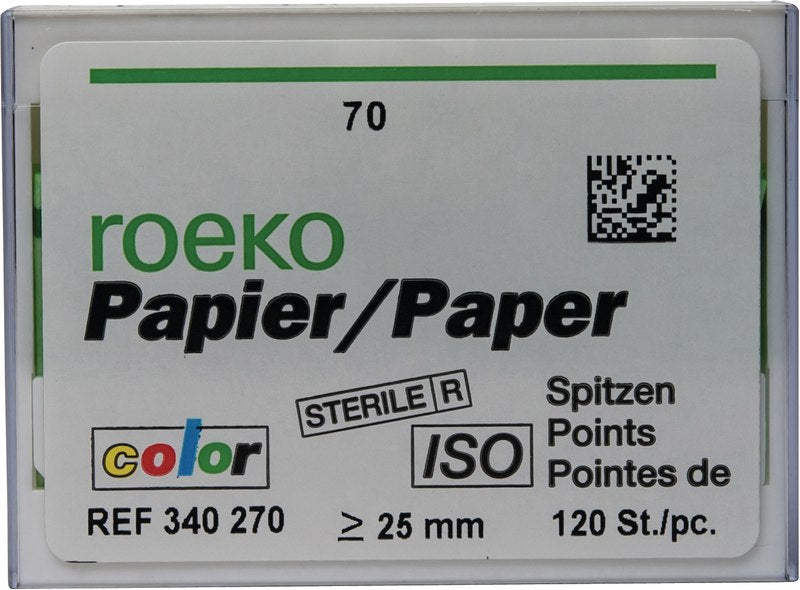 70
roeko
Papier/Paper
STERILE R
color
ISO
Spitzen
Points
Pointes de
REF 340 270
≥ 25 mm
120 St./pc.